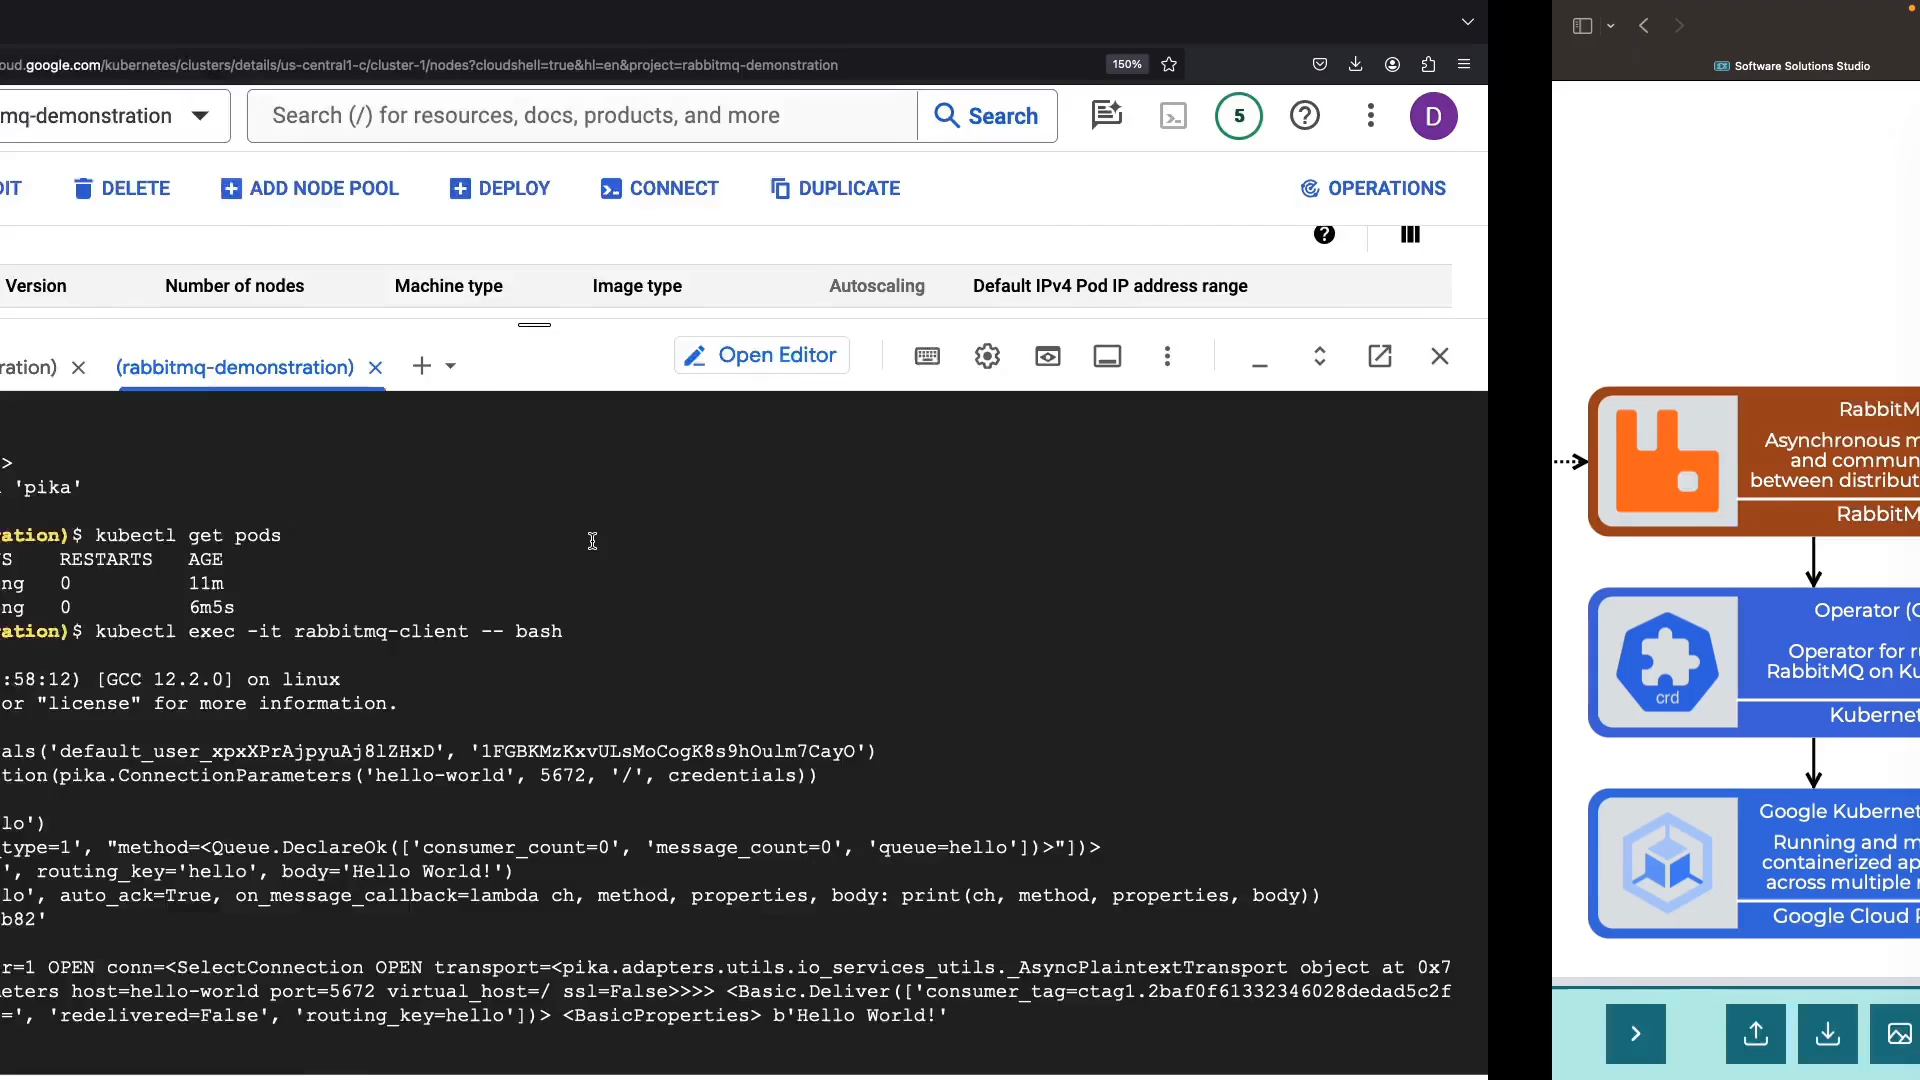 oud.google.com/kubernetes/clusters/details/us-central1-c/cluster-1/nodes?cloudshell=true&hl=en&project=rabbitmq-demonstration
150%
Software Solutions Studio
mq-demonstration
Search (/) for resources, docs, products, and more
Search
5
D
DIT
DELETE
ADD NODE POOL
DEPLOY
CONNECT
DUPLICATE
OPERATIONS
Version
Number of nodes
Machine type
Image type
Autoscaling
Default IPv4 Pod IP address range
ration)
(rabbitmq-demonstration)
Open Editor
>
'pika'
ation)$ kubectl get pods
S RESTARTS AGE
ng 0 11m
ng 0 6m5s
ation)$ kubectl exec -it rabbitmq-client -- bash
:58:12) [GCC 12.2.0] on linux
or "license" for more information.
als('default_user_xpxXPrAjpyuAj8lZHxD', '1FGBKMzKxvULsMoCogK8s9hOulm7CayO')
tion(pika.ConnectionParameters('hello-world', 5672, '/', credentials))
lo')
type=1', "method=<Queue.DeclareOk(['consumer_count=0', 'message_count=0', 'queue=hello'])>"])>
', routing_key='hello', body='Hello World!')
lo', auto_ack=True, on_message_callback=lambda ch, method, properties, body: print(ch, method, properties, body))
b82'
r=1 OPEN conn=<SelectConnection OPEN transport=<pika.adapters.utils.io_services_utils._AsyncPlaintextTransport object at 0x7
eters host=hello-world port=5672 virtual_host=/ ssl=False>>>> <Basic.Deliver(['consumer_tag=ctag1.2baf0f61332346028dedad5c2f
=', 'redelivered=False', 'routing_key=hello'])> <BasicProperties> b'Hello World!'
RabbitM
Asynchronous m
and commun
between distribut
RabbitM
Operator (C
Operator for r
RabbitMQ on Ku
crd
Kubernet
Google Kubernet
Running and m
containerized ap
across multiple
Google Cloud P